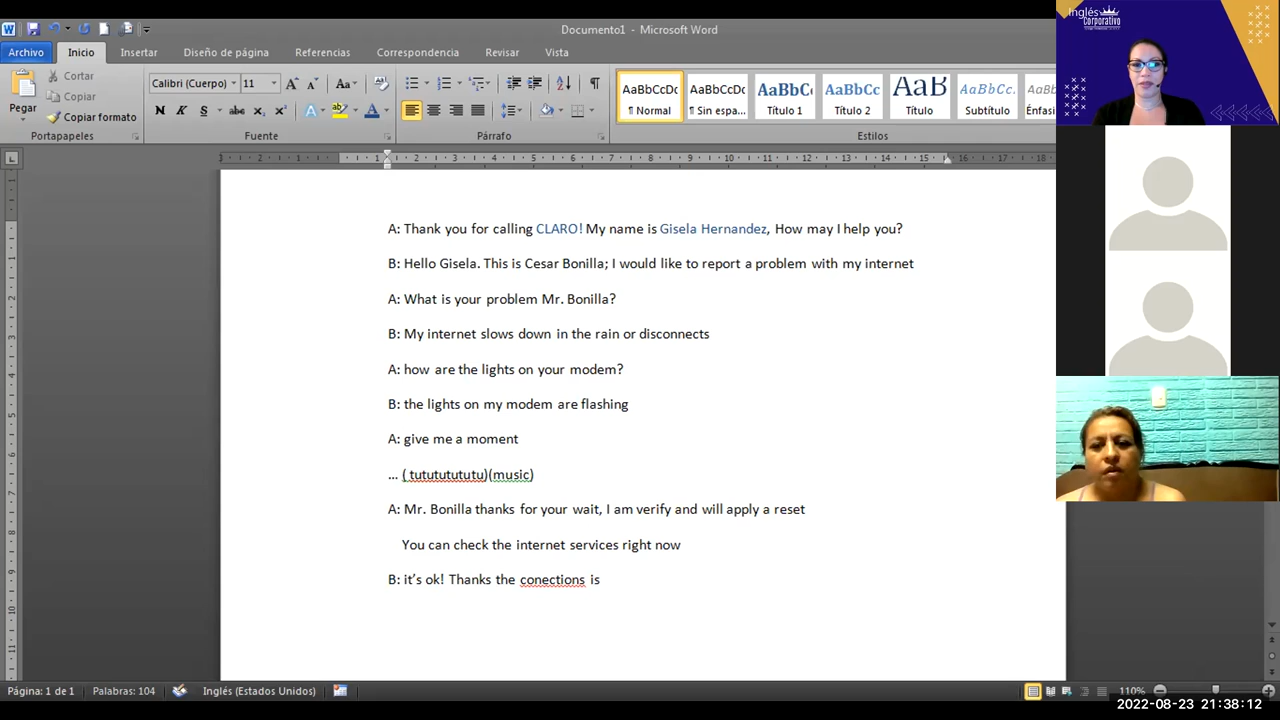 Documento1 - Microsoft Word
Archivo Inicio Insertar Diseño de página Referencias Correspondencia Revisar Vista
Cortar
Copiar
Copiar formato
Pegar
Calibri (Cuerpo) 11
AaBbCcDc AaBbCcDc AaBbC AaBbCc AaB AaBbCc.
¶ Normal ¶ Sin espa... Título 1 Título 2 Título Subtítulo Énfasi
Portapapeles Fuente Párrafo Estilos
A: Thank you for calling CLARO! My name is Gisela Hernandez, How may I help you?
B: Hello Gisela. This is Cesar Bonilla; I would like to report a problem with my internet
A: What is your problem Mr. Bonilla?
B: My internet slows down in the rain or disconnects
A: how are the lights on your modem?
B: the lights on my modem are flashing
A: give me a moment
... ( tutututututu)(music)
A: Mr. Bonilla thanks for your wait, I am verify and will apply a reset
You can check the internet services right now
B: it's ok! Thanks the conections is
Página: 1 de 1 Palabras: 104 Inglés (Estados Unidos) 110%
Inglés
Corporativo
2022-08-23 21:38:12